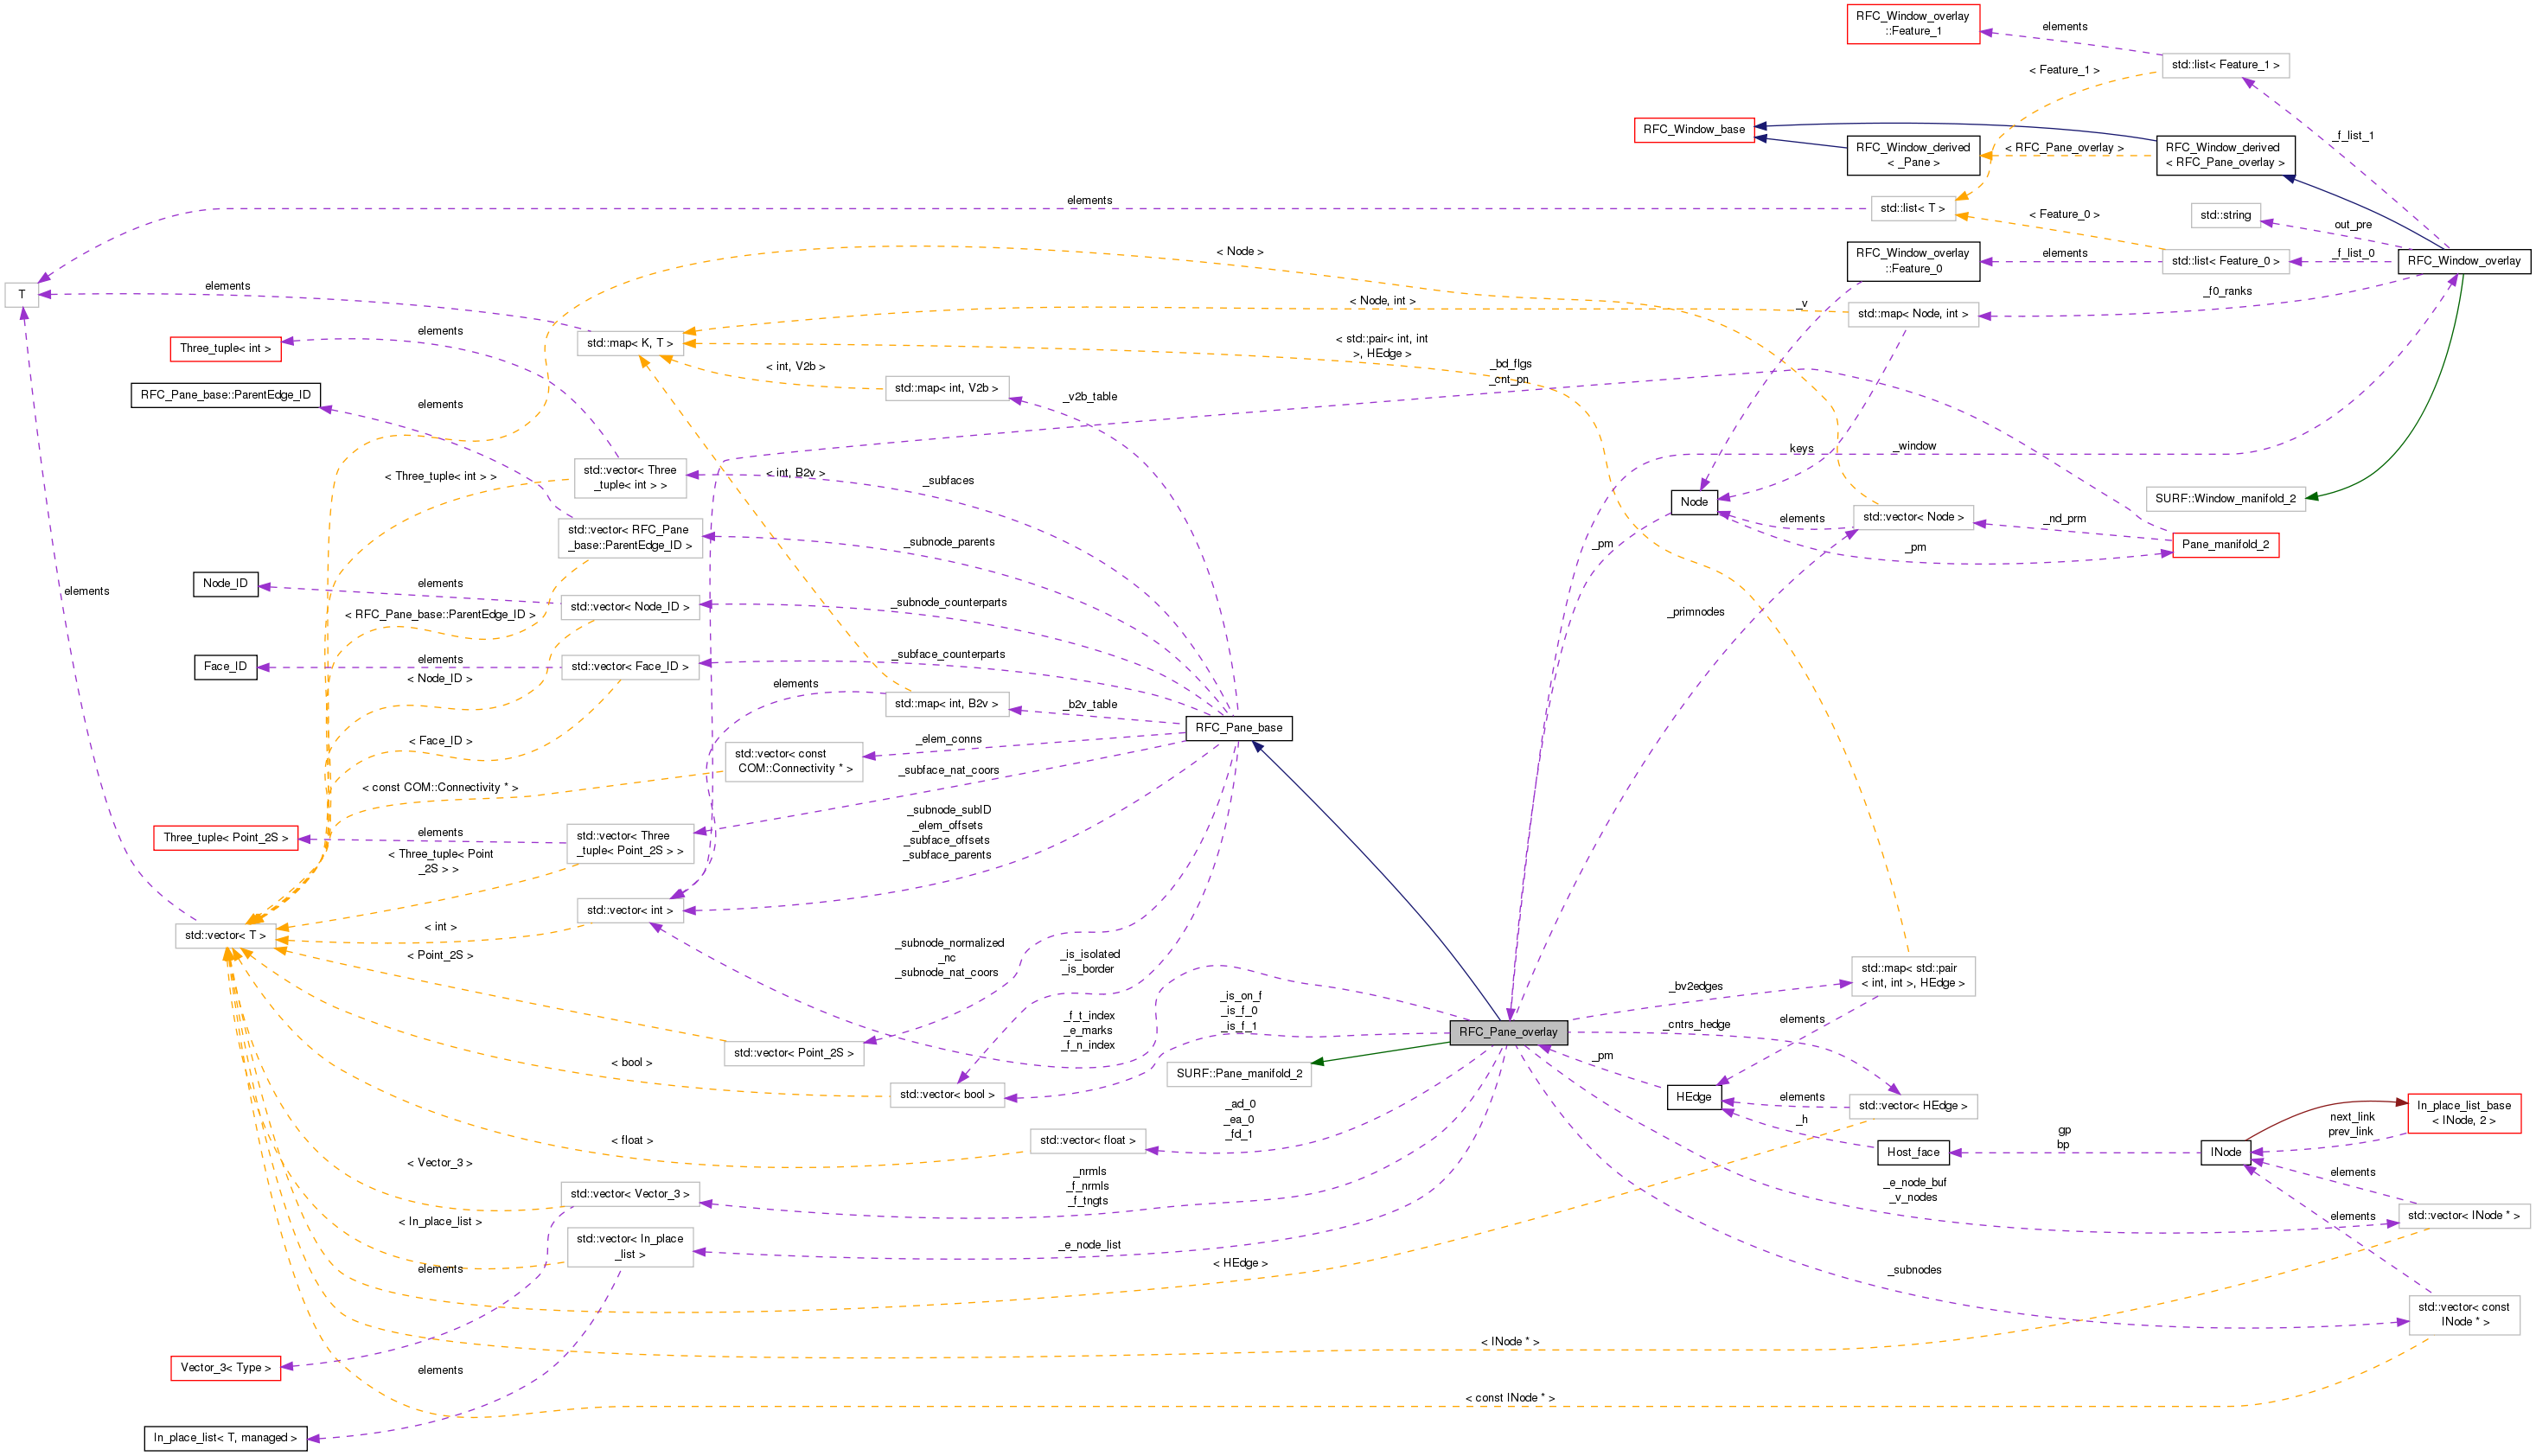 RFC_Window_overlay
::Feature_1
elements
std::list< Feature_1 >
< Feature_1 >
RFC_Window_base
RFC_Window_derived
< _Pane >
< RFC_Pane_overlay >
RFC_Window_derived
< RFC_Pane_overlay >
_f_list_1
elements
std::list< T >
< Feature_0 >
std::string
out_pre
RFC_Window_overlay
::Feature_0
elements
std::list< Feature_0 >
_f_list_0
RFC_Window_overlay
< Node >
T
elements
_f0_ranks
< Node, int >
_v
std::map< Node, int >
Three_tuple< int >
elements
std::map< K, T >
< std::pair< int, int
>, HEdge >
< int, V2b >
_bd_flgs
_cnt_pn
RFC_Pane_base::ParentEdge_ID
elements
std::map< int, V2b >
_v2b_table
keys
_window
< Three_tuple< int > >
std::vector< Three
_tuple< int > >
< int, B2v >
_subfaces
Node
SURF::Window_manifold_2
std::vector< RFC_Pane
_base::ParentEdge_ID >
_subnode_parents
_pm
elements
std::vector< Node >
_nd_prm
_pm
Pane_manifold_2
Node_ID
elements
elements
< RFC_Pane_base::ParentEdge_ID >
std::vector< Node_ID >
_subnode_counterparts
_primnodes
Face_ID
elements
< Node_ID >
std::vector< Face_ID >
_subface_counterparts
elements
std::map< int, B2v >
_b2v_table
RFC_Pane_base
< Face_ID >
std::vector< const
COM::Connectivity * >
_elem_conns
< const COM::Connectivity * >
_subface_nat_coors
Three_tuple< Point_2S >
elements
< Three_tuple< Point
_2S > >
std::vector< Three
_tuple< Point_2S > >
_subnode_subID
_elem_offsets
_subface_offsets
_subface_parents
std::vector< T >
< int >
std::vector< int >
< Point_2S >
_subnode_normalized
_nc
_subnode_nat_coors
_is_isolated
_is_border
std::map< std::pair
< int, int >, HEdge >
_bv2edges
_f_t_index
_e_marks
_f_n_index
_is_on_f
_is_f_0
_is_f_1
RFC_Pane_overlay
_cntrs_hedge
elements
< bool >
std::vector< Point_2S >
std::vector< bool >
SURF::Pane_manifold_2
_pm
HEdge
elements
std::vector< HEdge >
_h
_ad_0
_ea_0
_fd_1
< float >
std::vector< float >
Host_face
gp
bp
INode
next_link
prev_link
In_place_list_base
< INode, 2 >
< Vector_3 >
std::vector< Vector_3 >
_nrmls
_f_nrmls
_f_tngts
_e_node_buf
_v_nodes
elements
std::vector< INode * >
< In_place_list >
std::vector< In_place
_list >
_e_node_list
elements
elements
< HEdge >
_subnodes
std::vector< const
INode * >
< INode * >
Vector_3< Type >
elements
< const INode * >
In_place_list< T, managed >